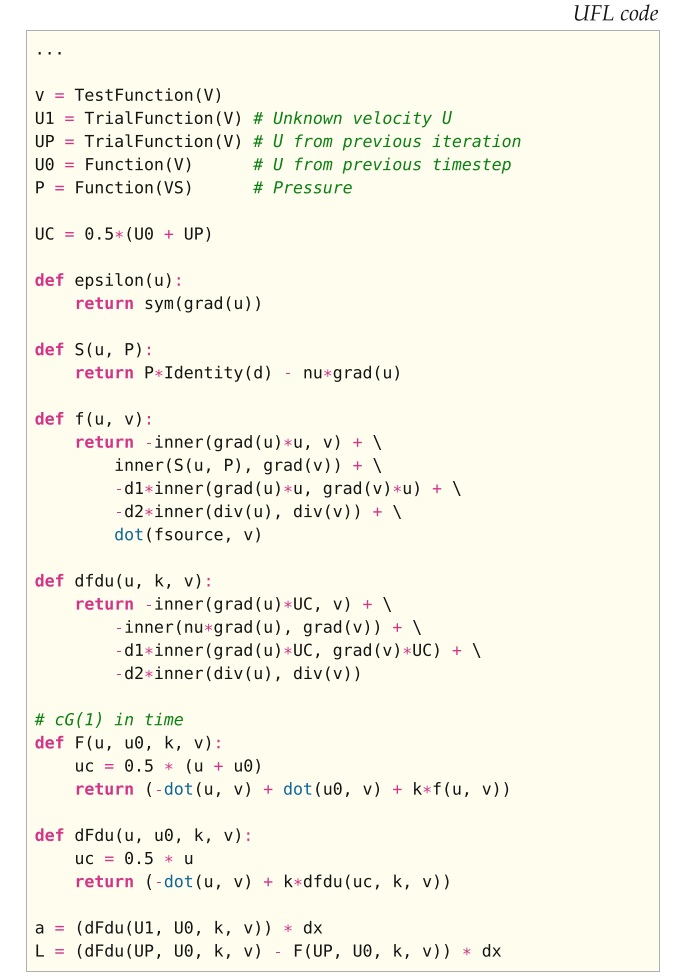 UFL code
...
v = TestFunction(V)
U1 = TrialFunction(V) # Unknown velocity U
UP = TrialFunction(V) # U from previous iteration
U0 = Function(V)      # U from previous timestep
P = Function(VS)      # Pressure
UC = 0.5*(U0 + UP)
def epsilon(u):
    return sym(grad(u))
def S(u, P):
    return P*Identity(d) - nu*grad(u)
def f(u, v):
    return -inner(grad(u)*u, v) + \
        inner(S(u, P), grad(v)) + \
        -d1*inner(grad(u)*u, grad(v)*u) + \
        -d2*inner(div(u), div(v)) + \
        dot(fsource, v)
def dfdu(u, k, v):
    return -inner(grad(u)*UC, v) + \
        -inner(nu*grad(u), grad(v)) + \
        -d1*inner(grad(u)*UC, grad(v)*UC) + \
        -d2*inner(div(u), div(v))
# cG(1) in time
def F(u, u0, k, v):
    uc = 0.5 * (u + u0)
    return (-dot(u, v) + dot(u0, v) + k*f(u, v))
def dFdu(u, u0, k, v):
    uc = 0.5 * u
    return (-dot(u, v) + k*dfdu(uc, k, v))
a = (dFdu(U1, U0, k, v)) * dx
L = (dFdu(UP, U0, k, v) - F(UP, U0, k, v)) * dx